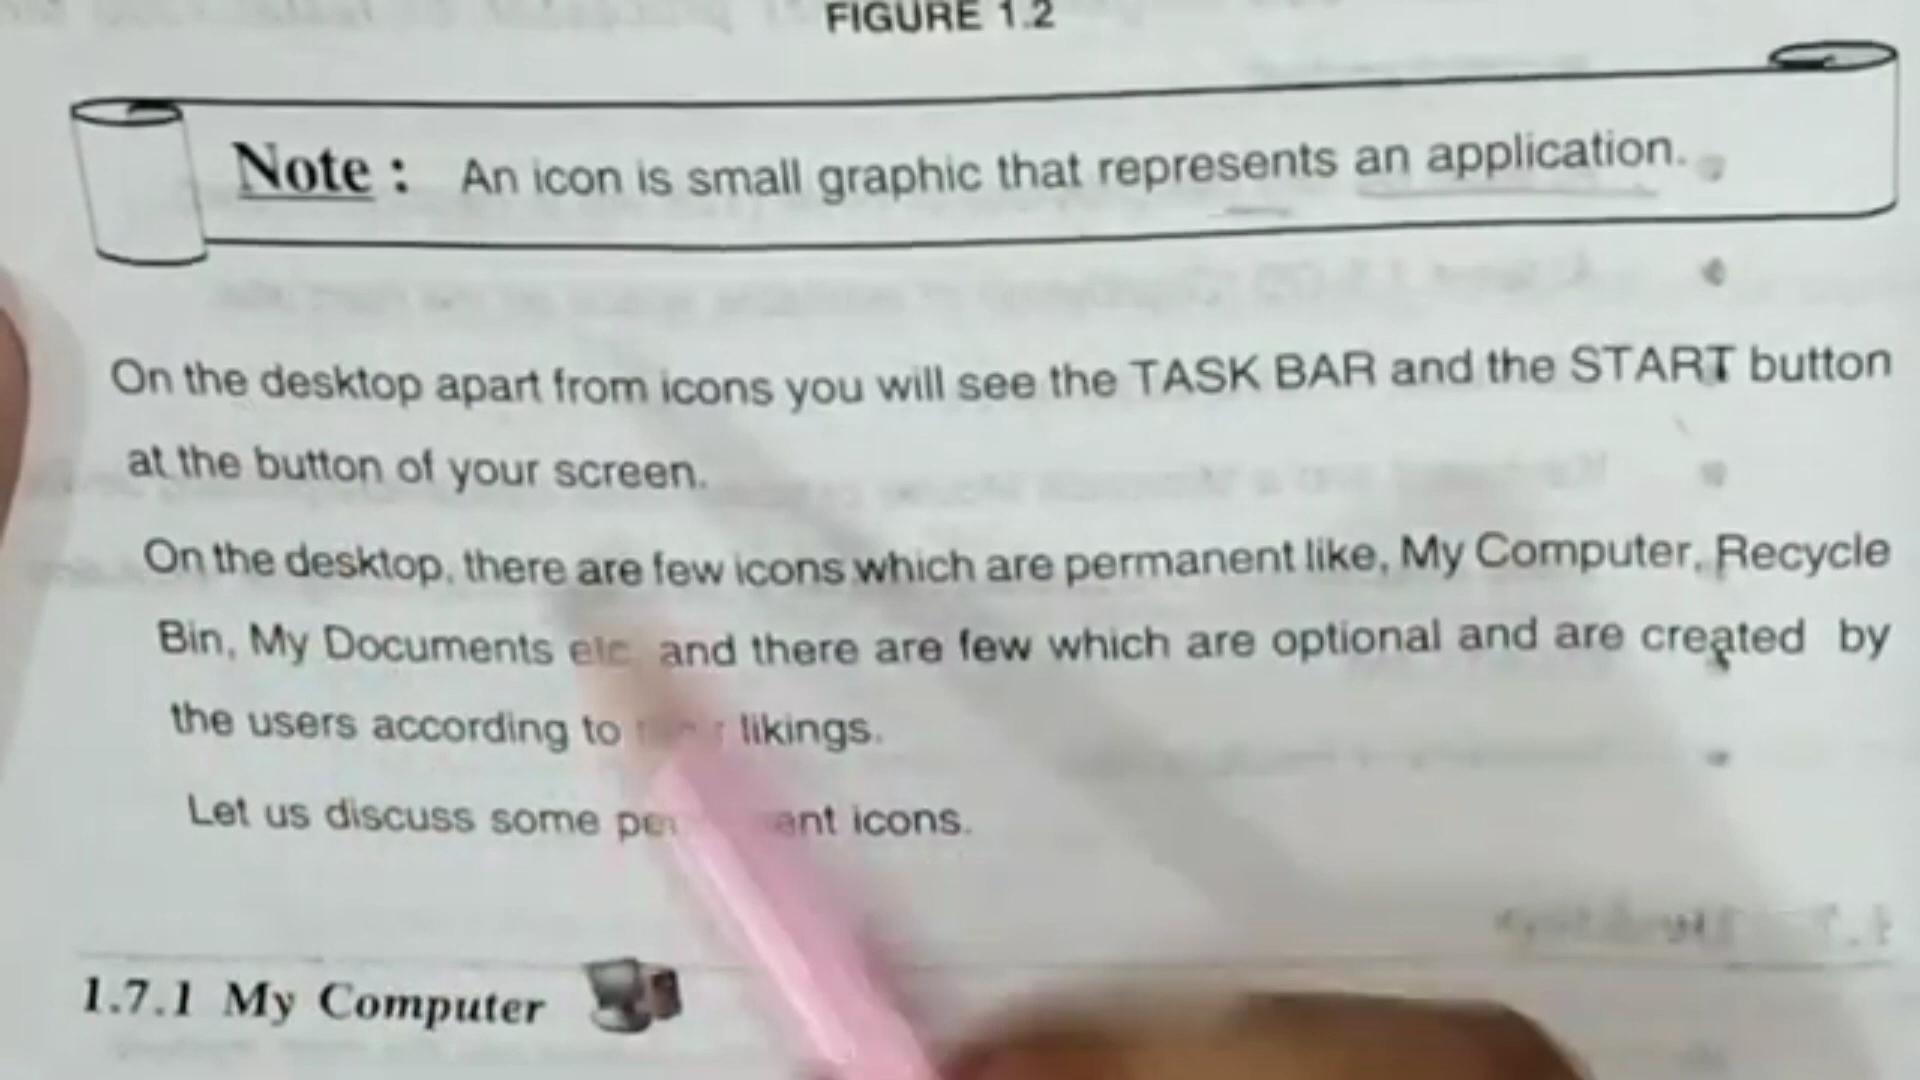 FIGURE 1.2
Note : An icon is small graphic that represents an application.
On the desktop apart from icons you will see the TASK BAR and the START button
at the button of your screen.
On the desktop, there are few icons which are permanent like, My Computer, Recycle
Bin, My Documents etc. and there are few which are optional and are created by
the users according to likings.
Let us discuss some icons.
1.7.1 My Computer